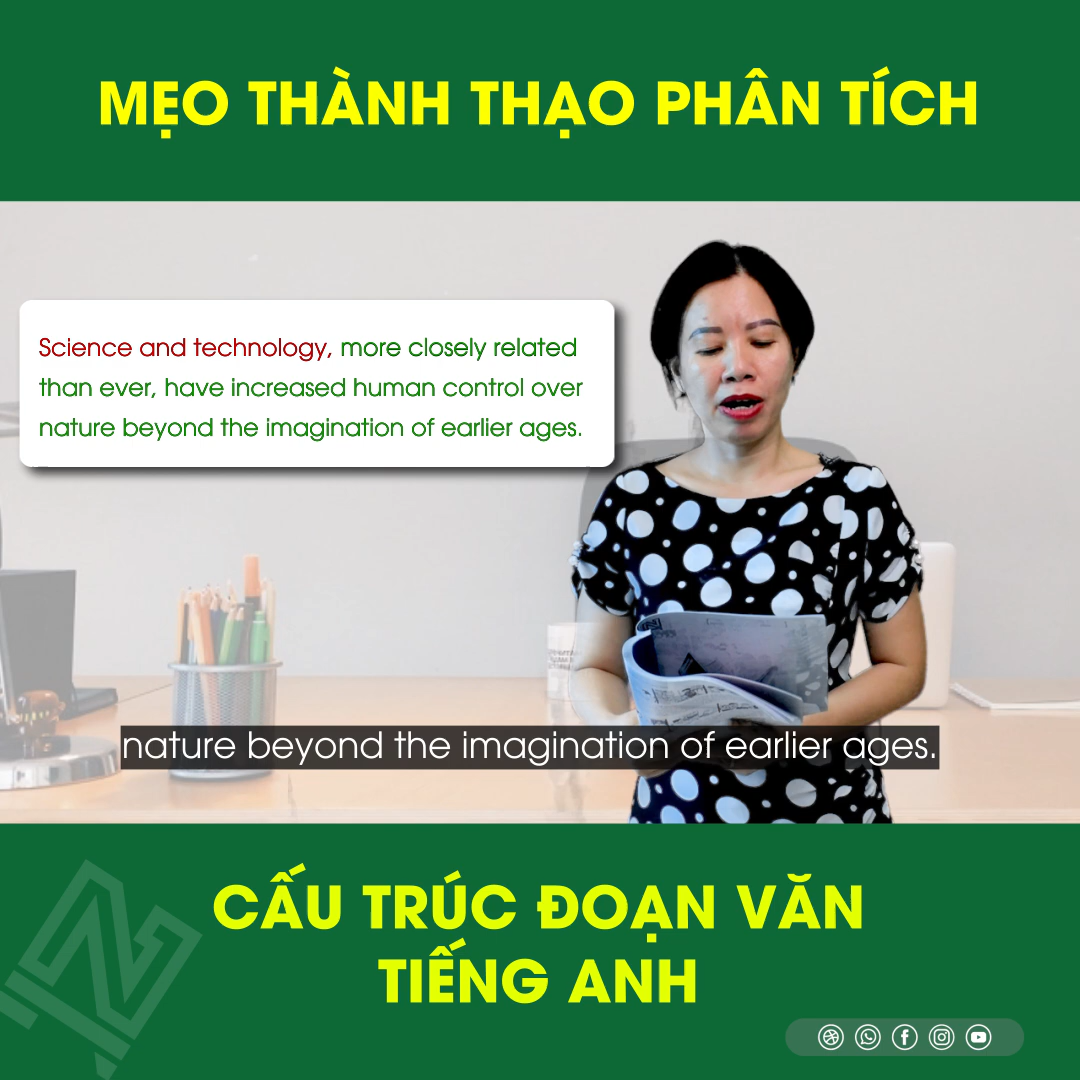 MẸO THÀNH THẠO PHÂN TÍCH
Science and technology, more closely related
than ever, have increased human control over
nature beyond the imagination of earlier ages.
nature beyond the imagination of earlier ages.
CẤU TRÚC ĐOẠN VĂN
TIẾNG ANH